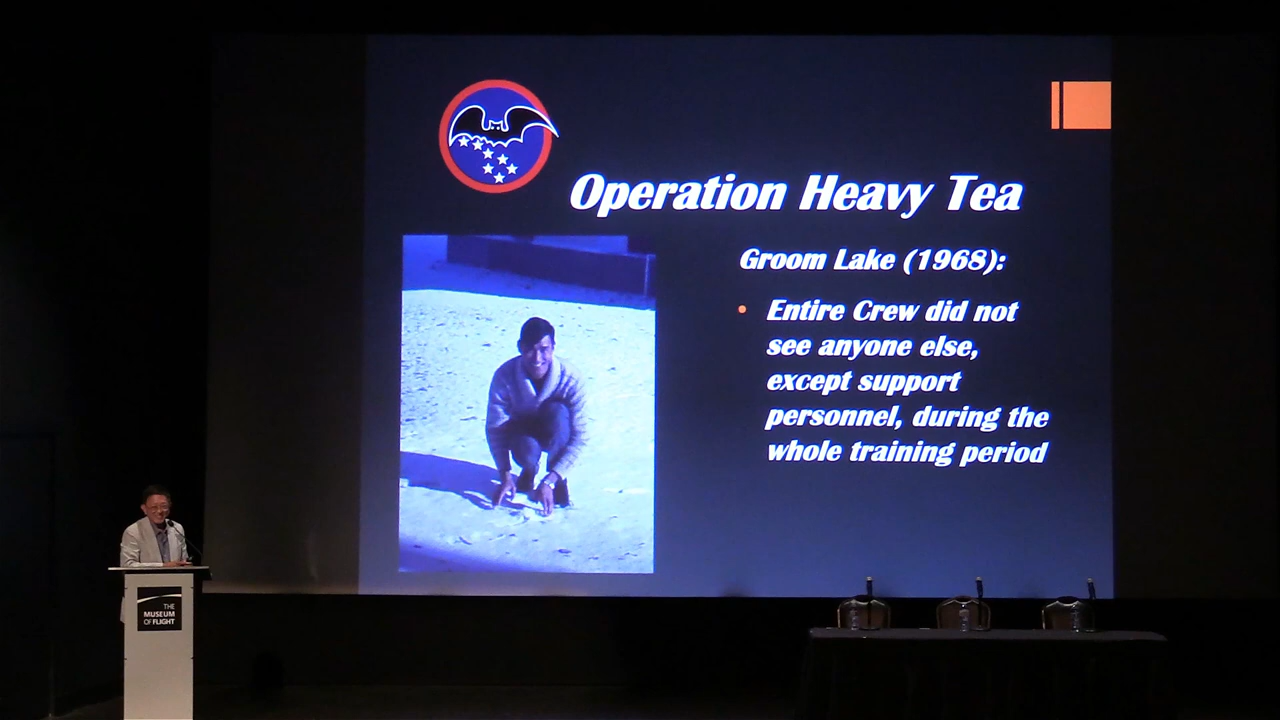 Operation Heavy Tea
Groom Lake (1968):
Entire Crew did not
see anyone else,
except support
personnel, during the
whole training period
THE
MUSEUM
OF FLIGHT